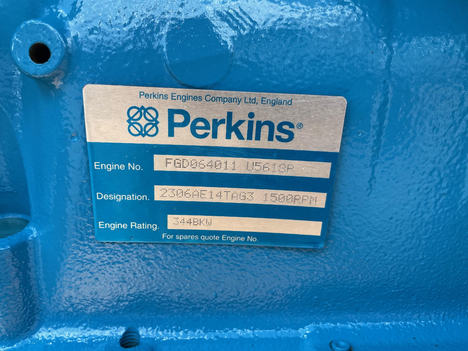 Perkins Engines Company Ltd, England
Perkins®
Engine No. FGD064011 U5618P
Designation. 2306AE14TAG3 1500RPM
Engine Rating. 344BKW
For spares quote Engine No.